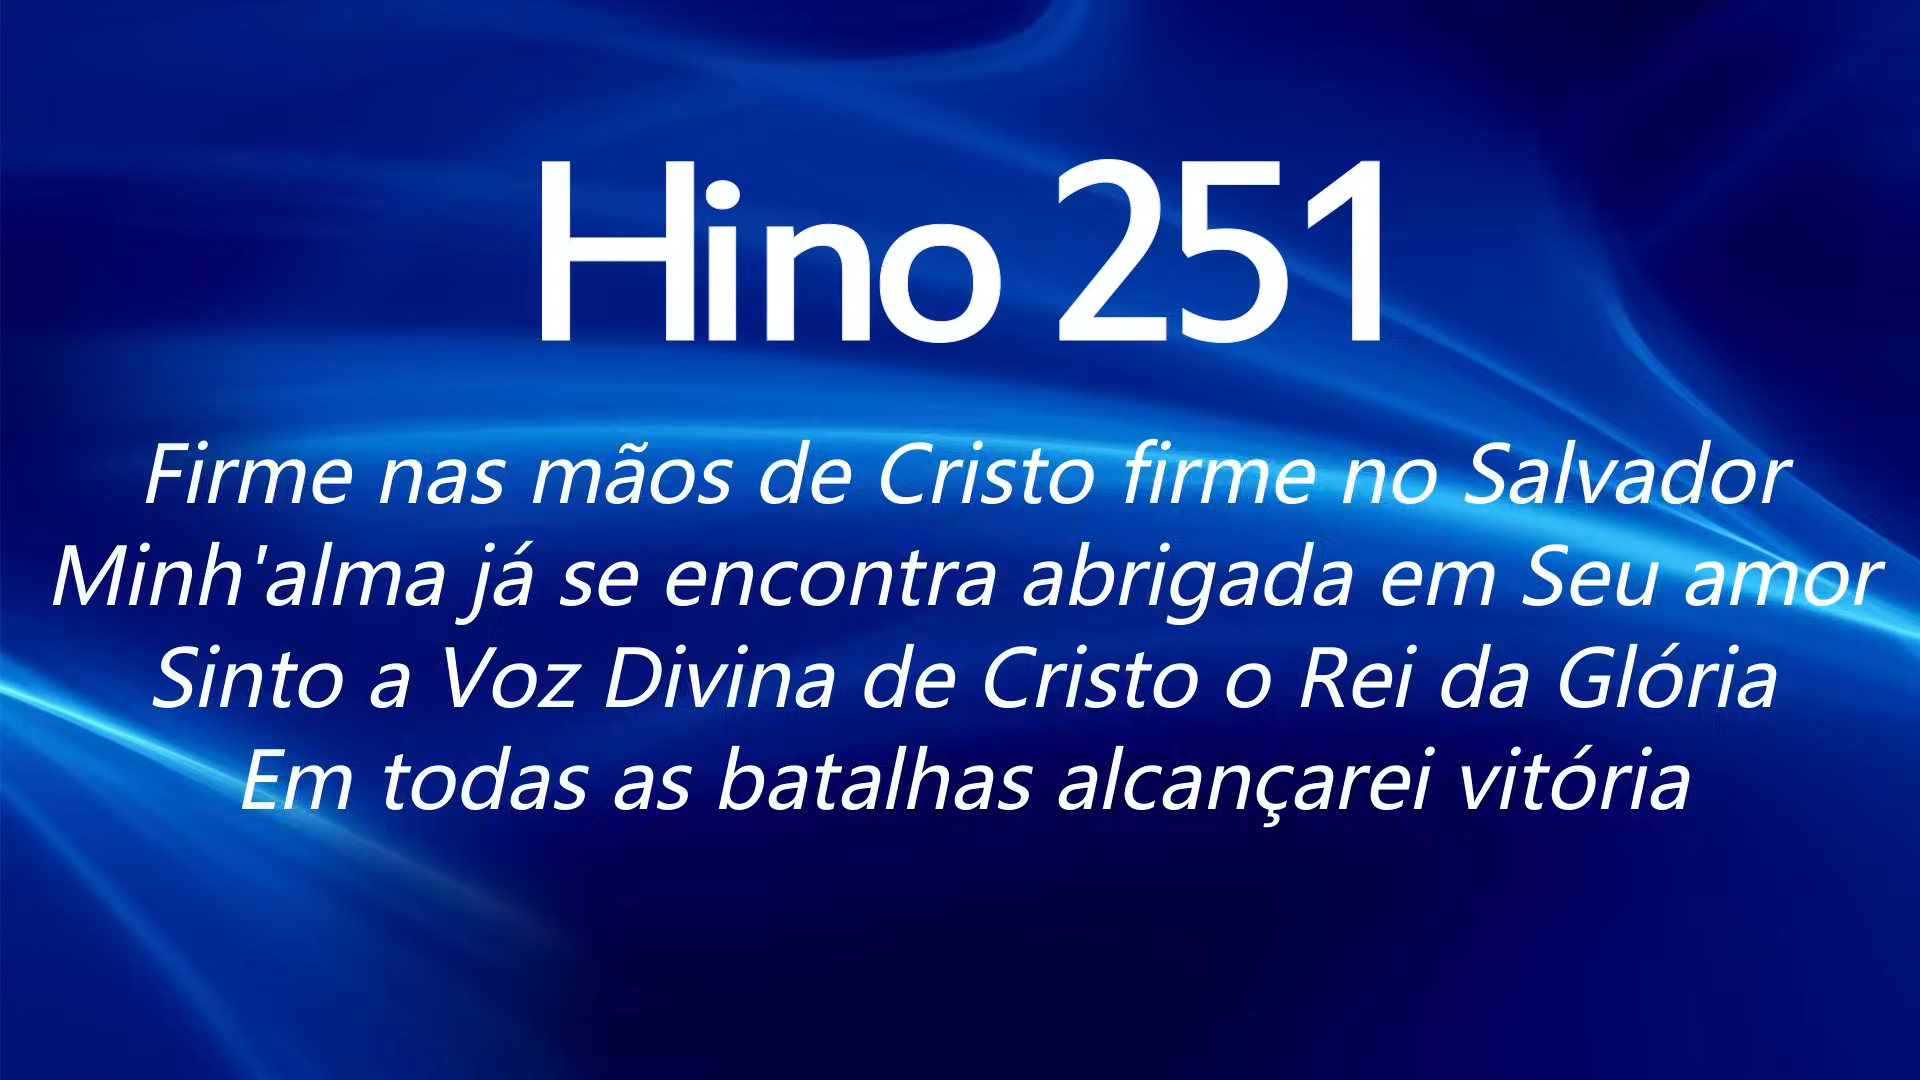 Hino 251
Firme nas mãos de Cristo firme no Salvador
Minh'alma já se encontra abrigada em Seu amor
Sinto a Voz Divina de Cristo o Rei da Glória
Em todas as batalhas alcançarei vitória